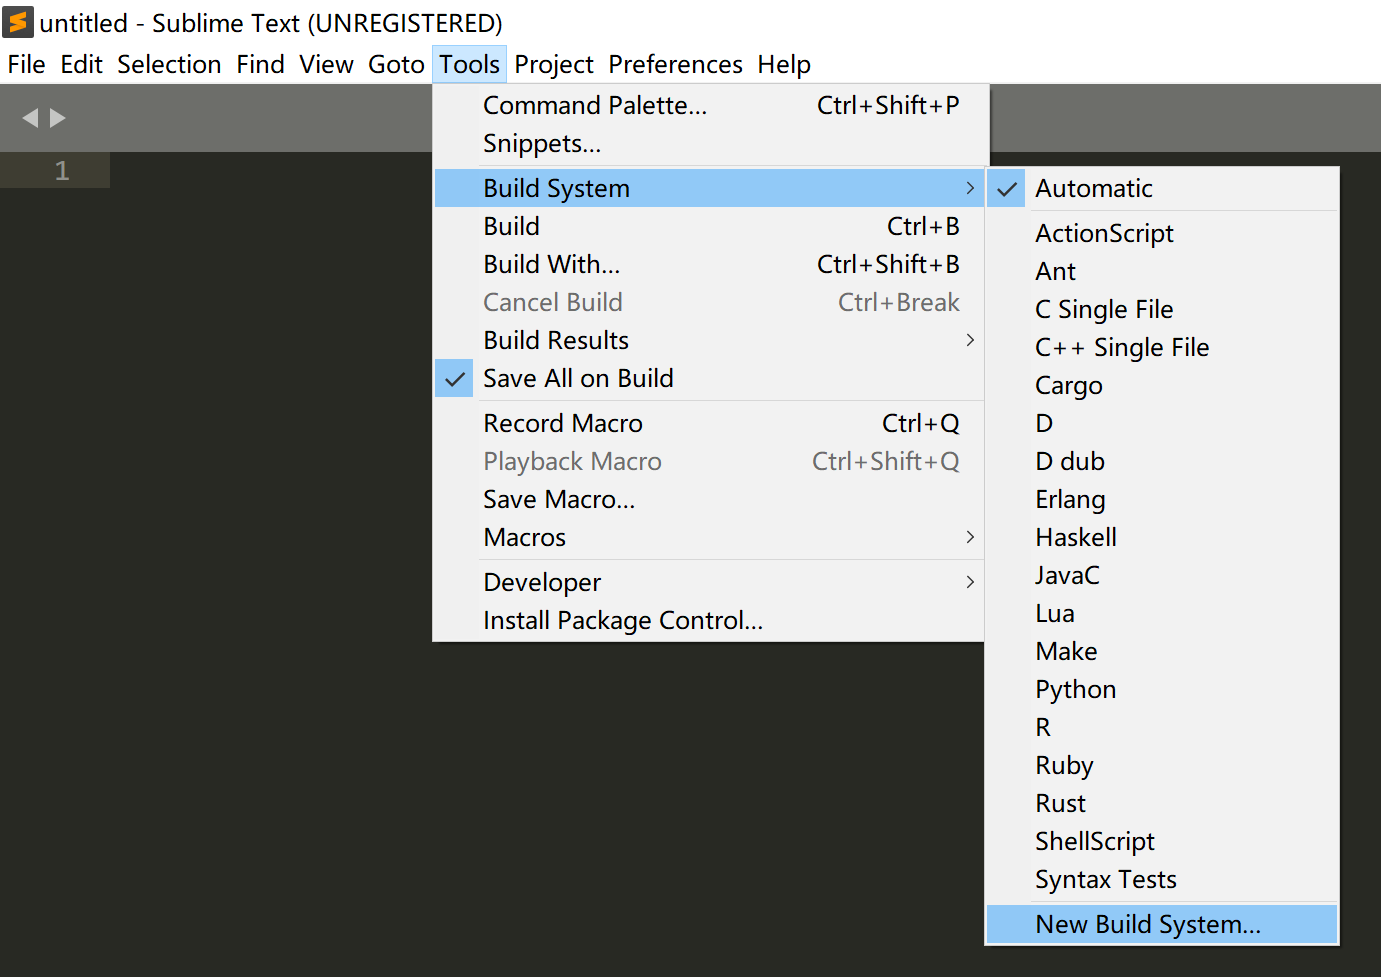 untitled - Sublime Text (UNREGISTERED)
File Edit Selection Find View Goto Tools Project Preferences Help
Command Palette... Ctrl+Shift+P
Snippets...
Build System
Build Ctrl+B
Build With... Ctrl+Shift+B
Cancel Build Ctrl+Break
Build Results
Save All on Build
Record Macro Ctrl+Q
Playback Macro Ctrl+Shift+Q
Save Macro...
Macros
Developer
Install Package Control...
1
Automatic
ActionScript
Ant
C Single File
C++ Single File
Cargo
D
D dub
Erlang
Haskell
JavaC
Lua
Make
Python
R
Ruby
Rust
ShellScript
Syntax Tests
New Build System...